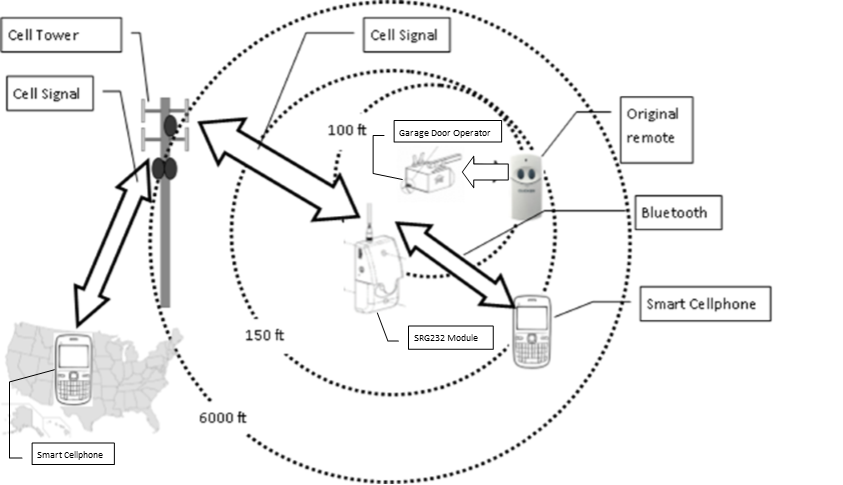 Cell Tower
Cell Signal
Cell Signal
100 ft
Garage Door Operator
Original
remote
Bluetooth
Smart Cellphone
SRG232 Module
150 ft
6000 ft
Smart Cellphone